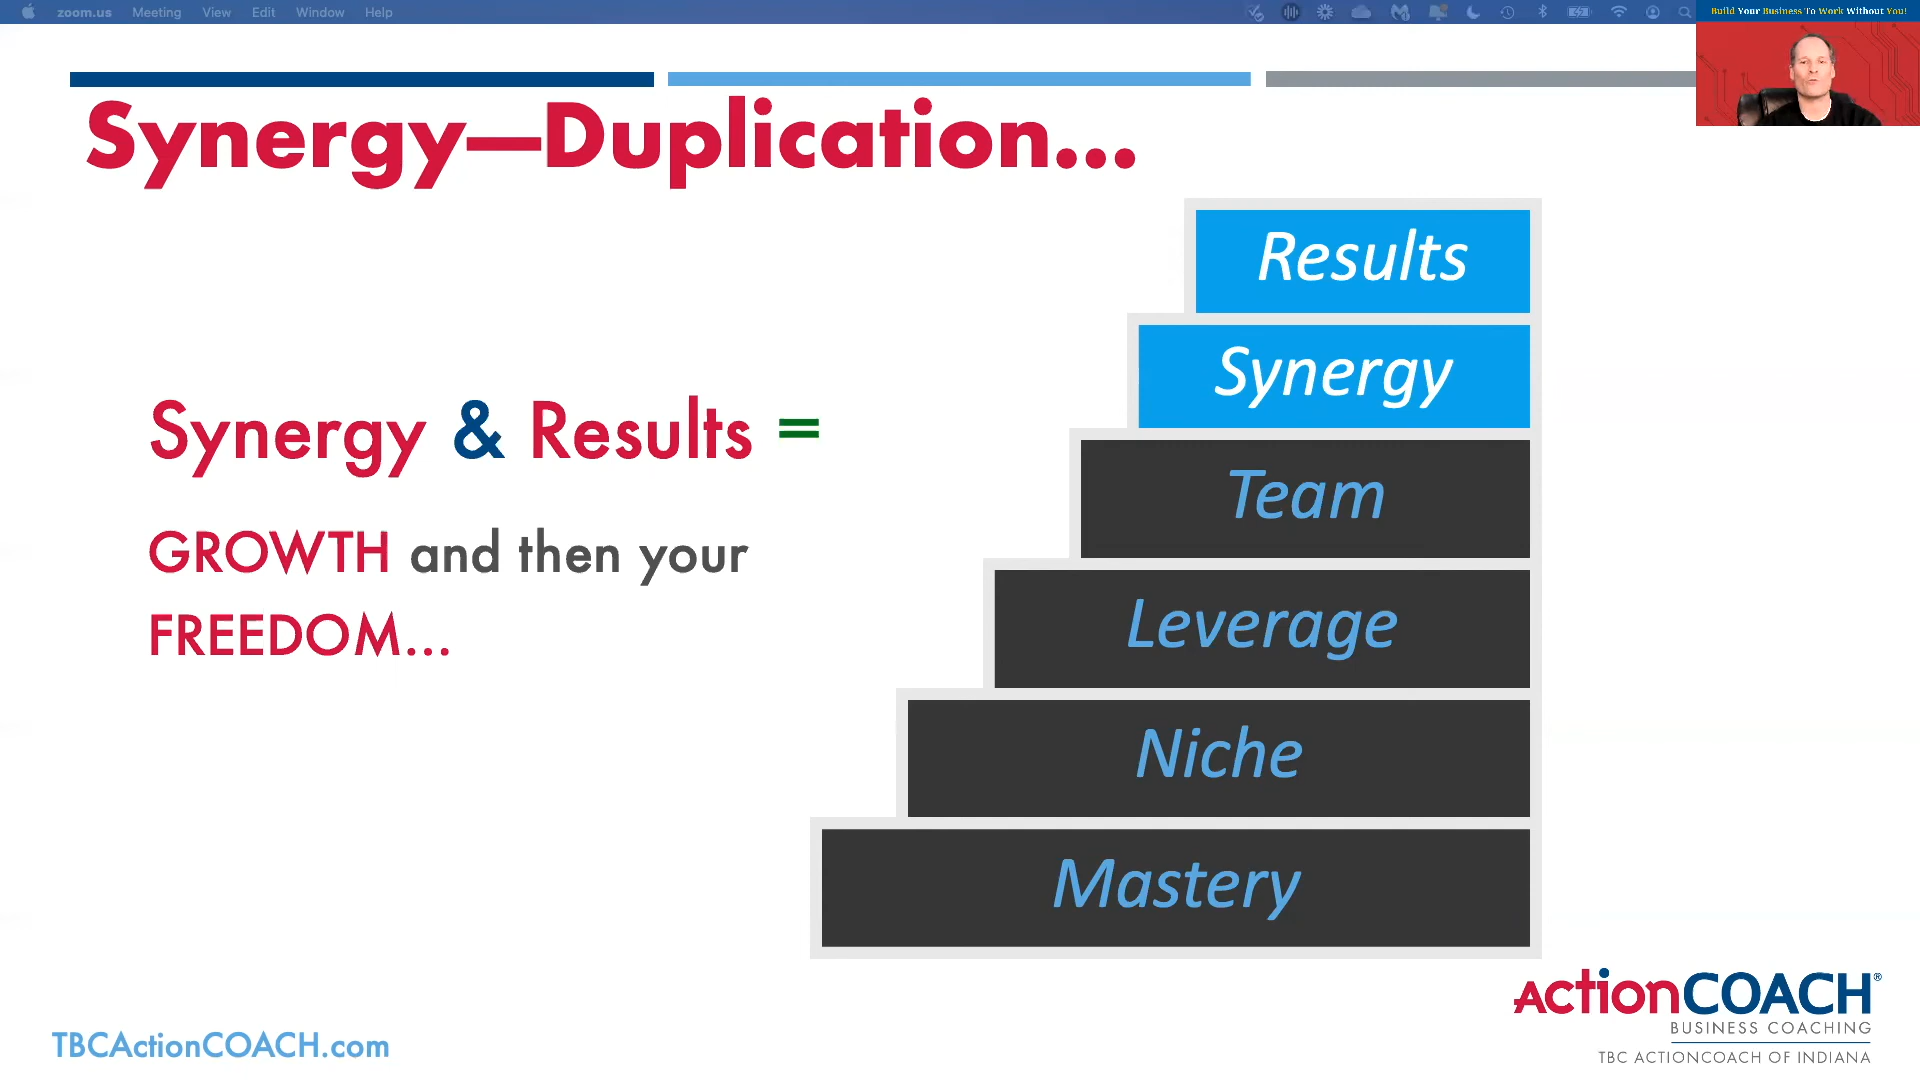 zoom.us Meeting View Edit Window Help
Build Your Business To Work Without You!
Synergy—Duplication...
Results
Synergy
Synergy & Results =
Team
GROWTH and then your
FREEDOM...
Leverage
Niche
Mastery
ActionCOACH®
BUSINESS COACHING
TBC ACTIONCOACH OF INDIANA
TBCActionCOACH.com